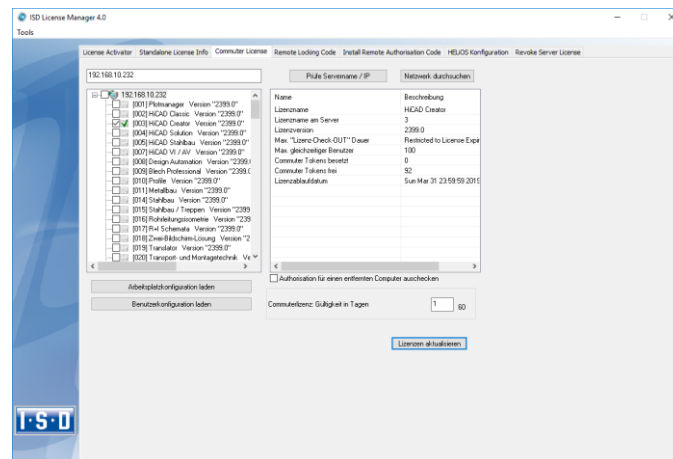 ISD License Manager 4.0
Tools
License Activator Standalone License Info Commuter License Remote Locking Code Install Remote Authorisation Code HELiOS Konfiguration Revoke Server License
192.168.10.232
Prüfe Servername / IP
Netzwerk durchsuchen
192.168.10.232
[001] Plotmanager Version "2399.0"
[002] HiCAD Classic Version "2399.0"
[003] HiCAD Creator Version "2399.0"
[004] HiCAD Solution Version "2399.0"
[005] HiCAD Stahlbau Version "2399.0"
[007] HiCAD VI / AV Version "2399.0"
[008] Design Automation Version "2399.
[009] Blech Professional Version "2399.0
[010] Profile Version "2399.0"
[011] Metallbau Version "2399.0"
[014] Stahlbau Version "2399.0"
[015] Stahlbau / Treppen Version "2399
[016] Rohrleitungsisometrie Version "239
[017] R+I Schemata Version "2399.0"
[018] Zwei-Bildschirm-Lösung Version "2
[019] Translator Version "2399.0"
[020] Transport- und Montagetechnik Ve
Name Beschreibung
Lizenzname HiCAD Creator
Lizenzname am Server 3
Lizenzversion 2399.0
Max. "Lizenz-Check-OUT" Dauer Restricted to License Expir
Max. gleichzeitiger Benutzer 100
Commuter Tokens besetzt 0
Commuter Tokens frei 92
Lizenzablaufdatum Sun Mar 31 23:59:59 2019
Authorisation für einen entfernten Computer auschecken
Arbeitsplatzkonfiguration laden
Benutzerkonfiguration laden
Commuterlizenz: Gültigkeit in Tagen 1 60
Lizenzen aktualisieren
I·S·D